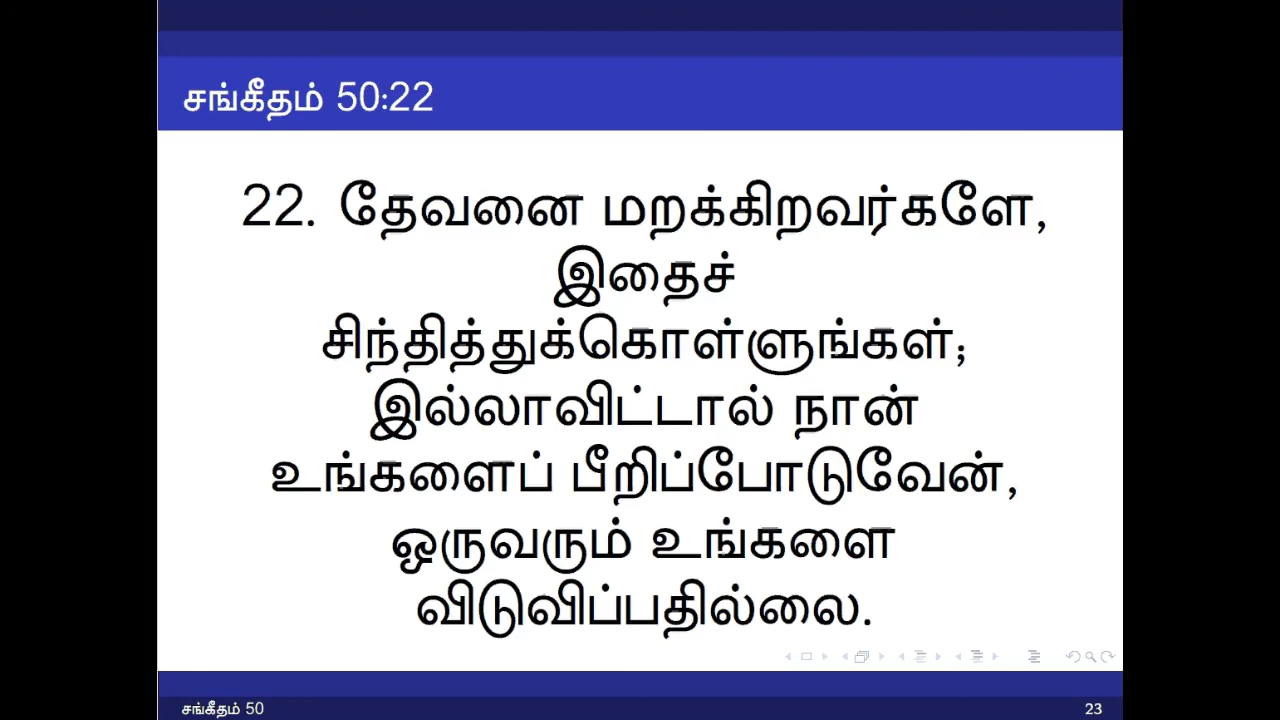 சங்கீதம் 50:22
22. தேவனை மறக்கிறவர்களே,
இதைச்
சிந்தித்துக்கொள்ளுங்கள்;
இல்லாவிட்டால் நான்
உங்களைப் பீறிப்போடுவேன்,
ஒருவரும் உங்களை
விடுவிப்பதில்லை.
சங்கீதம் 50
23